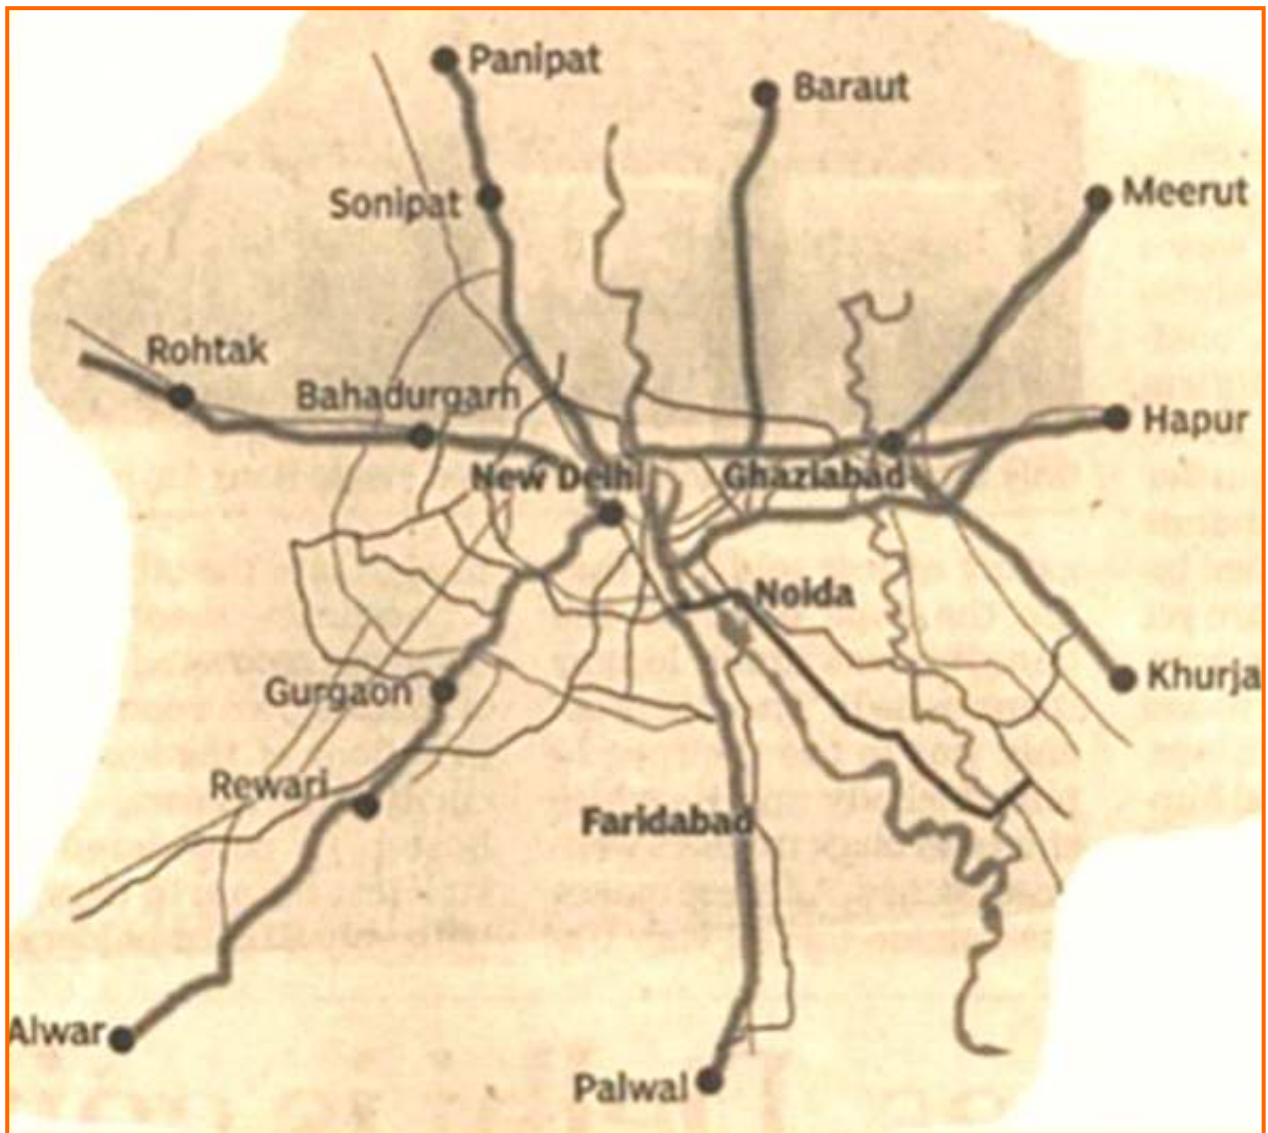 Panipat
Baraut
Meerut
Sonipat
Rohtak
Bahadurgarh
Hapur
New Delhi
Ghaziabad
Noida
Khurja
Gurgaon
Rewari
Faridabad
Alwar
Palwal